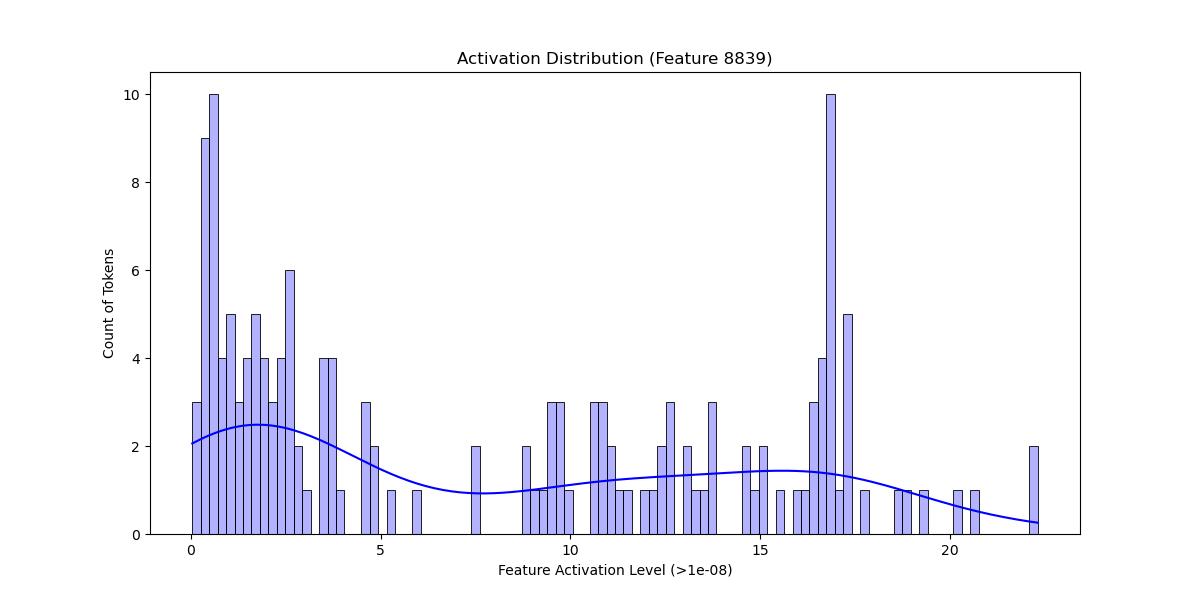 Activation Distribution (Feature 8839)
10
8
6
4
2
0
Count of Tokens
0 5 10 15 20
Feature Activation Level (>1e-08)